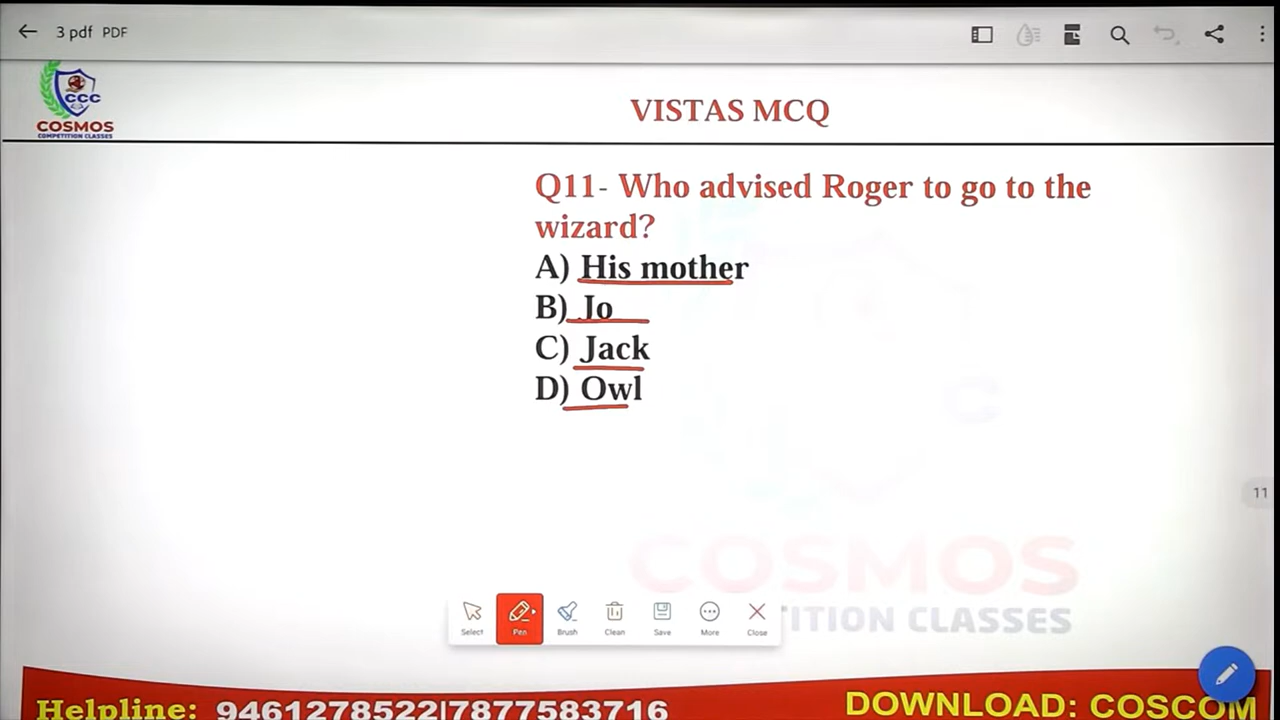 3 pdf PDF
CCC
COSMOS
COMPETITION CLASSES
VISTAS MCQ
Q11- Who advised Roger to go to the
wizard?
A) His mother
B) Jo
C) Jack
D) Owl
11
COSMOS
TITION CLASSES
Select
Pen
Brush
Clean
Save
More
Close
Helpline: 9461278522|7877583716
DOWNLOAD: COSCOM